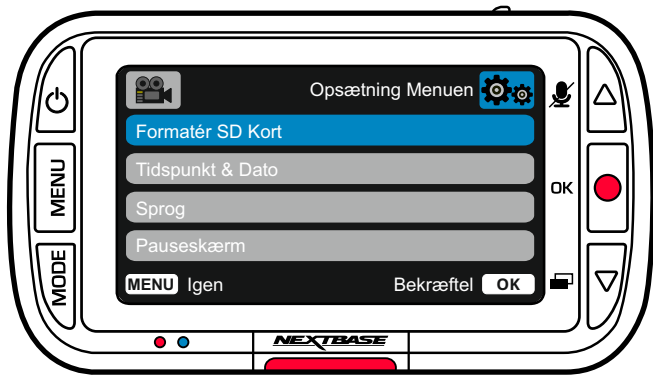 Opsætning Menuen
Formatér SD Kort
Tidspunkt & Dato
Sprog
Pauseskærm
MENU Igen Bekræftel OK
MENU
MODE
OK
NEXTBASE